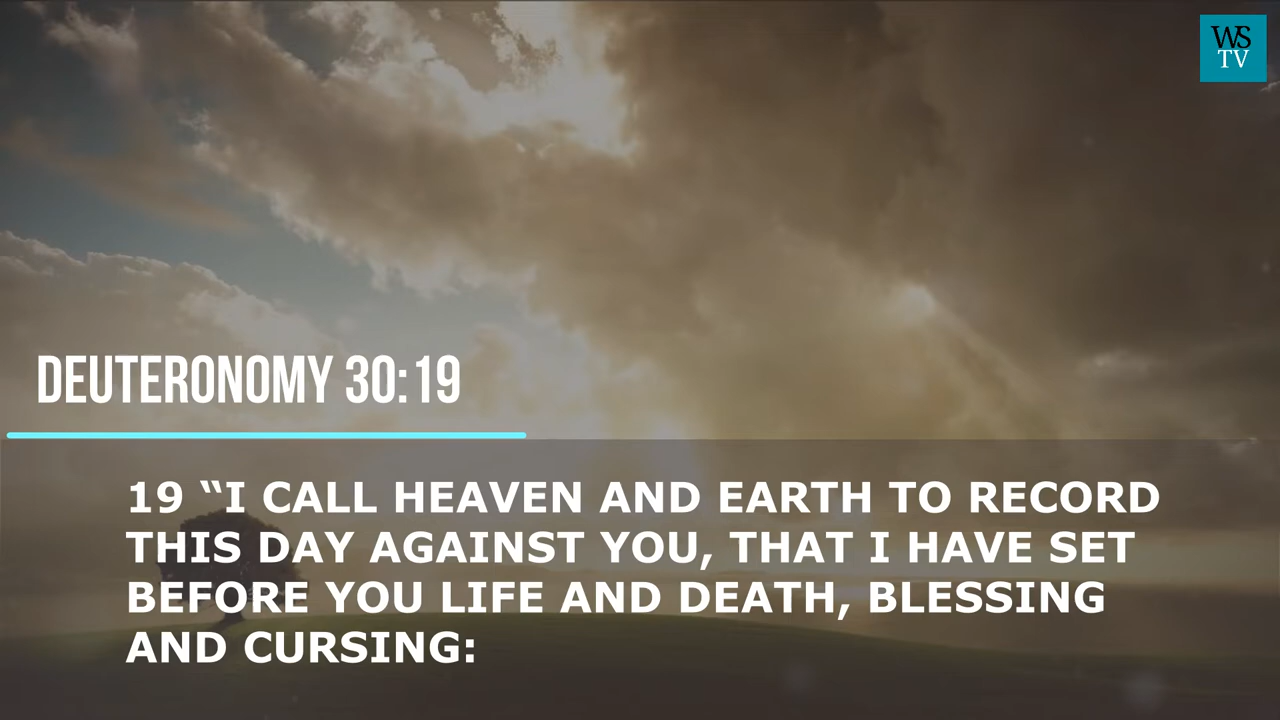 WS
TV
DEUTERONOMY 30:19
19 “I CALL HEAVEN AND EARTH TO RECORD
THIS DAY AGAINST YOU, THAT I HAVE SET
BEFORE YOU LIFE AND DEATH, BLESSING
AND CURSING: